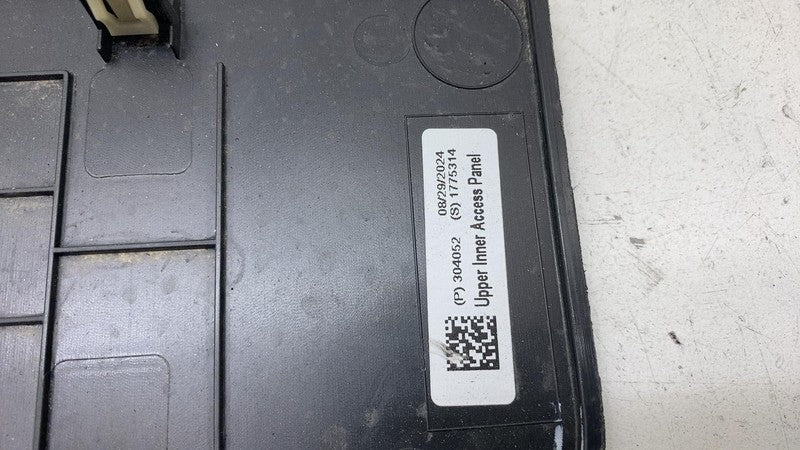 08/29/2024
(P) 304052 (S) 1775314
Upper Inner Access Panel